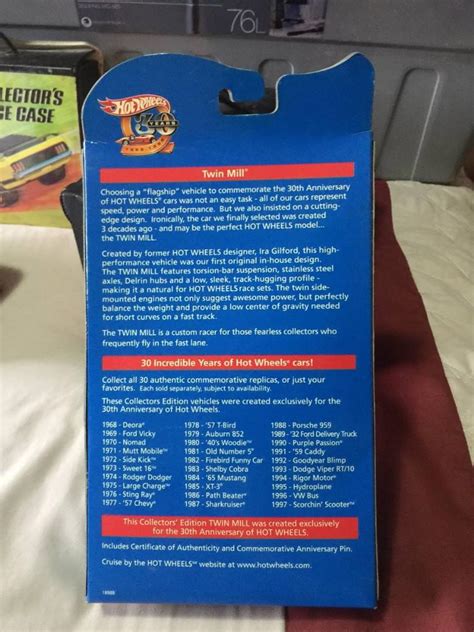 76L
LECTOR'S
CE CASE
HOT WHEELS
30
YEARS
Twin Mill
Choosing a "flagship" vehicle to commemorate the 30th Anniversary
of HOT WHEELS® cars was not an easy task - all of our cars represent
speed, power and performance. But we also insisted on a cutting-
edge design. Ironically, the car we finally selected was created
3 decades ago - and may be the perfect HOT WHEELS model...
the TWIN MILL.
Created by former HOT WHEELS designer, Ira Gilford, this high-
performance vehicle was our first original in-house design.
The TWIN MILL features torsion-bar suspension, stainless steel
axles, Delrin hubs and a low, sleek, track-hugging profile -
making it a natural for HOT WHEELS race sets. The twin side-
mounted engines not only suggest awesome power, but perfectly
balance the weight and provide a low center of gravity needed
for short curves on a fast track.
The TWIN MILL is a custom racer for those fearless collectors who
frequently fly in the fast lane.
30 Incredible Years of Hot Wheels® cars!
Collect all 30 authentic commemorative replicas, or just your
favorites. Each sold separately, subject to availability.
These Collectors Edition vehicles were created exclusively for the
30th Anniversary of Hot Wheels.
1968 - Deora® 1978 - '57 T-Bird 1988 - Porsche 959
1969 - Ford Vicky 1979 - Auburn 852 1989 - '32 Ford Delivery Truck
1970 - Nomad 1980 - '40's Woodie™ 1990 - Purple Passion®
1971 - Mutt Mobile™ 1981 - Old Number 5™ 1991 - '59 Caddy
1972 - Side Kick™ 1982 - Firebird Funny Car 1992 - Goodyear Blimp
1973 - Sweet 16™ 1983 - Shelby Cobra 1993 - Dodge Viper RT/10
1974 - Rodger Dodger 1984 - '65 Mustang 1994 - Rigor Motor®
1975 - Large Charge™ 1985 - XT-3® 1995 - Hydroplane
1976 - Sting Ray® 1986 - Path Beater™ 1996 - VW Bus
1977 - '57 Chevy® 1987 - Sharkruiser® 1997 - Scorchin' Scooter™
This Collectors' Edition TWIN MILL was created exclusively
for the 30th Anniversary of HOT WHEELS.
Includes Certificate of Authenticity and Commemorative Anniversary Pin.
Cruise by the HOT WHEELS™ website at www.hotwheels.com.